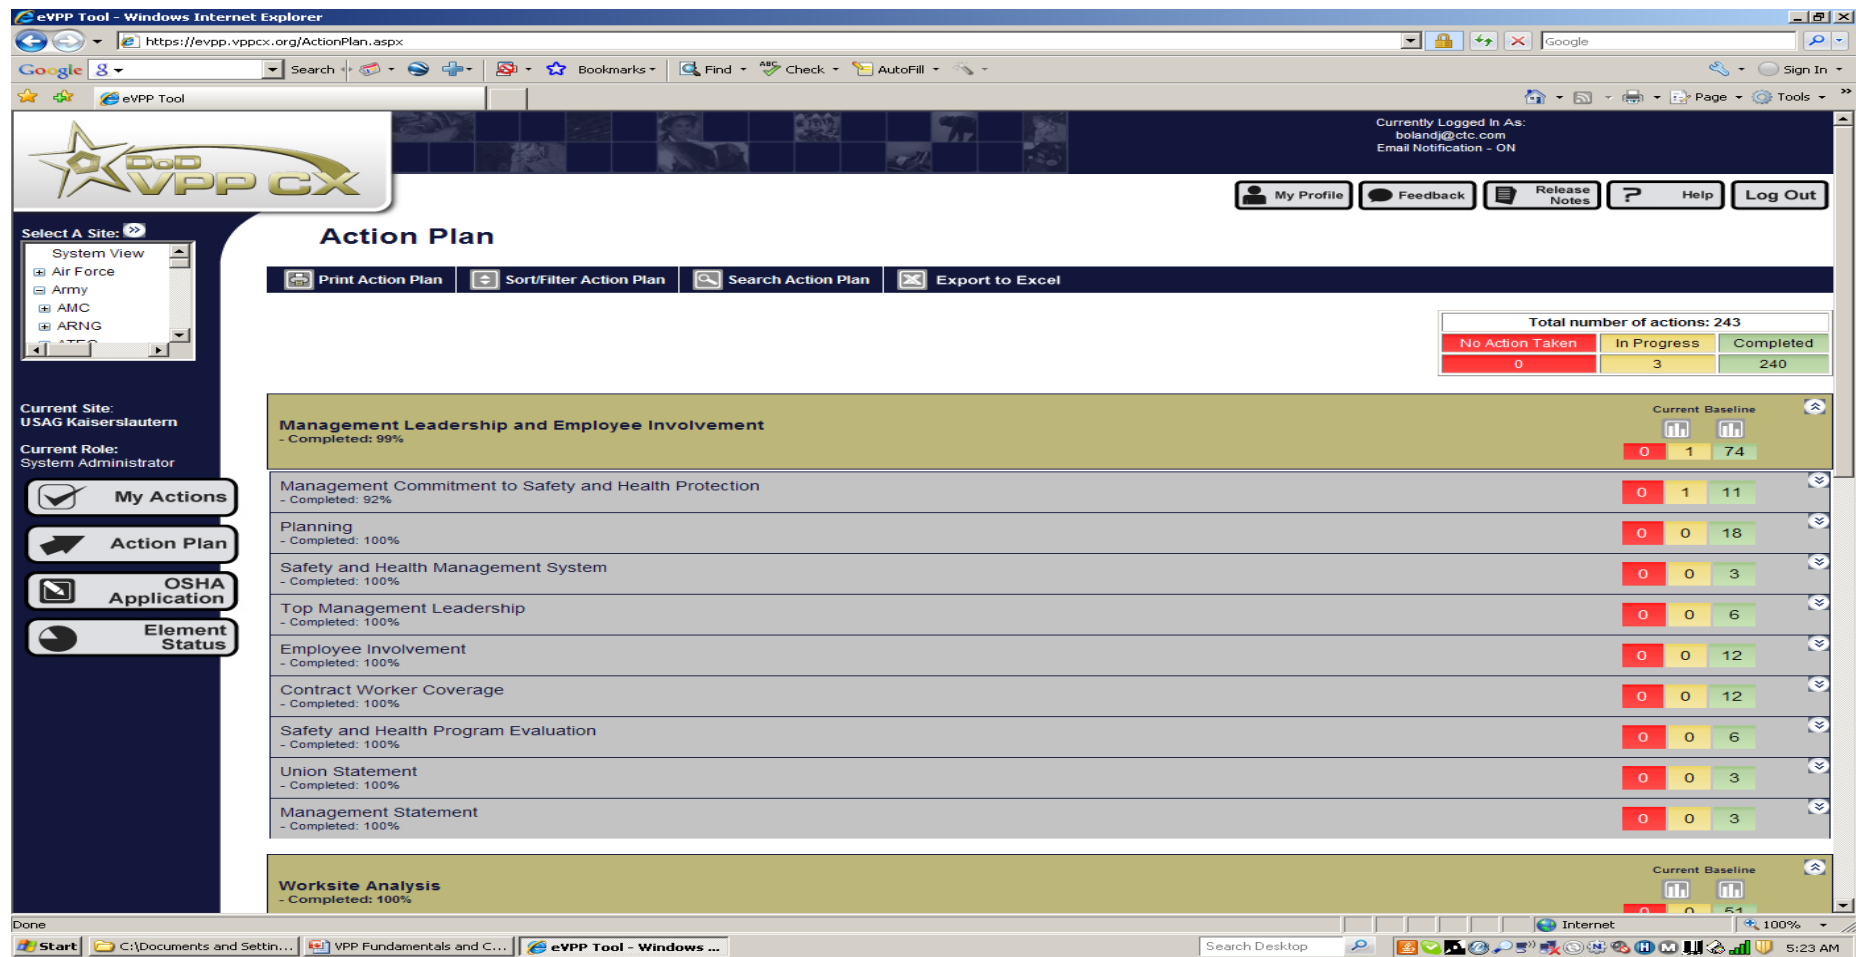 eVPP Tool - Windows Internet Explorer
https://evpp.vppcx.org/ActionPlan.aspx
Google
Google
Search
Bookmarks
Find
ABC
Check
AutoFill
Sign In
eVPP Tool
Page
Tools
DoD
VPP CX
Currently Logged In As:
bolandj@ctc.com
Email Notification - ON
My Profile
Feedback
Release Notes
Help
Log Out
Select A Site:
System View
Air Force
Army
AMC
ARNG
Action Plan
Print Action Plan
Sort/Filter Action Plan
Search Action Plan
Export to Excel
Total number of actions: 243
No Action Taken In Progress Completed
0 3 240
Current Site:
USAG Kaiserslautern
Current Role:
System Administrator
My Actions
Action Plan
OSHA
Application
Element
Status
Management Leadership and Employee Involvement
- Completed: 99%
Current Baseline
0 1 74
Management Commitment to Safety and Health Protection
- Completed: 92%
0 1 11
Planning
- Completed: 100%
0 0 18
Safety and Health Management System
- Completed: 100%
0 0 3
Top Management Leadership
- Completed: 100%
0 0 6
Employee Involvement
- Completed: 100%
0 0 12
Contract Worker Coverage
- Completed: 100%
0 0 12
Safety and Health Program Evaluation
- Completed: 100%
0 0 6
Union Statement
- Completed: 100%
0 0 3
Management Statement
- Completed: 100%
0 0 3
Worksite Analysis
- Completed: 100%
Current Baseline
0 0 51
Done
Internet
100%
Start
C:\Documents and Settin...
VPP Fundamentals and C...
eVPP Tool - Windows ...
Search Desktop
5:23 AM